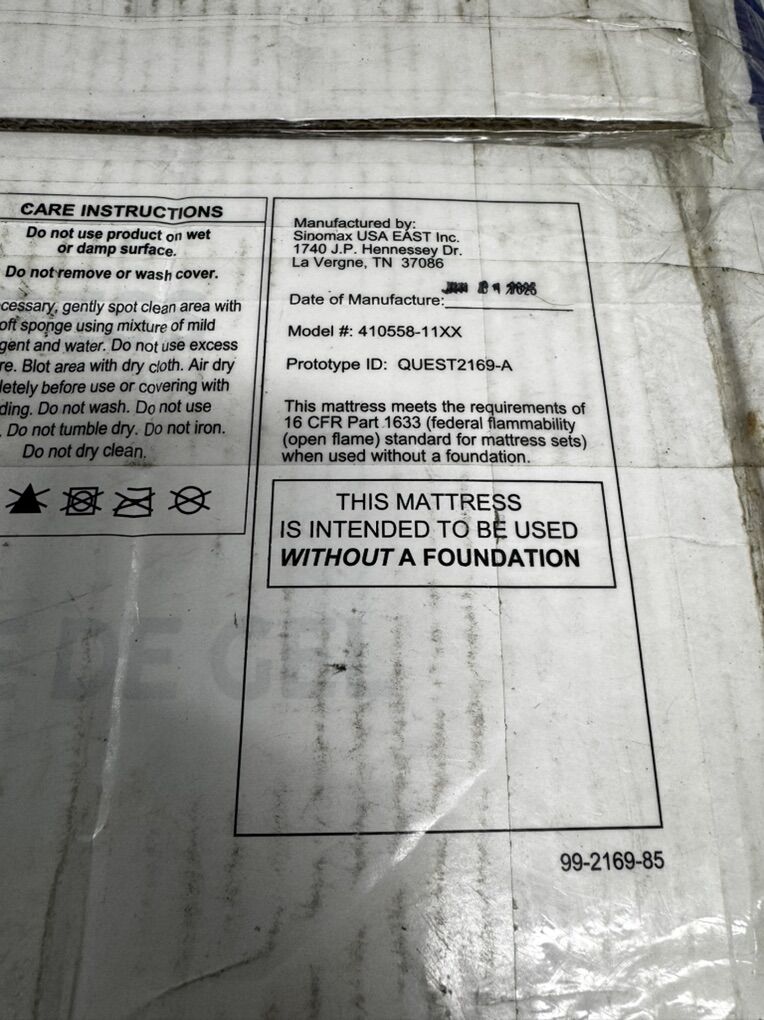 CARE INSTRUCTIONS
Do not use product on wet
or damp surface.
Do not remove or wash cover.
cessary, gently spot clean area with
oft sponge using mixture of mild
gent and water. Do not use excess
re. Blot area with dry cloth. Air dry
letely before use or covering with
ding. Do not wash. Do not use
. Do not tumble dry. Do not iron.
Do not dry clean.
Manufactured by:
Sinomax USA EAST Inc.
1740 J.P. Hennessey Dr.
La Vergne, TN 37086
Date of Manufacture:
Model #: 410558-11XX
Prototype ID: QUEST2169-A
This mattress meets the requirements of
16 CFR Part 1633 (federal flammability
(open flame) standard for mattress sets)
when used without a foundation.
THIS MATTRESS
IS INTENDED TO BE USED
WITHOUT A FOUNDATION
DE GEL
99-2169-85